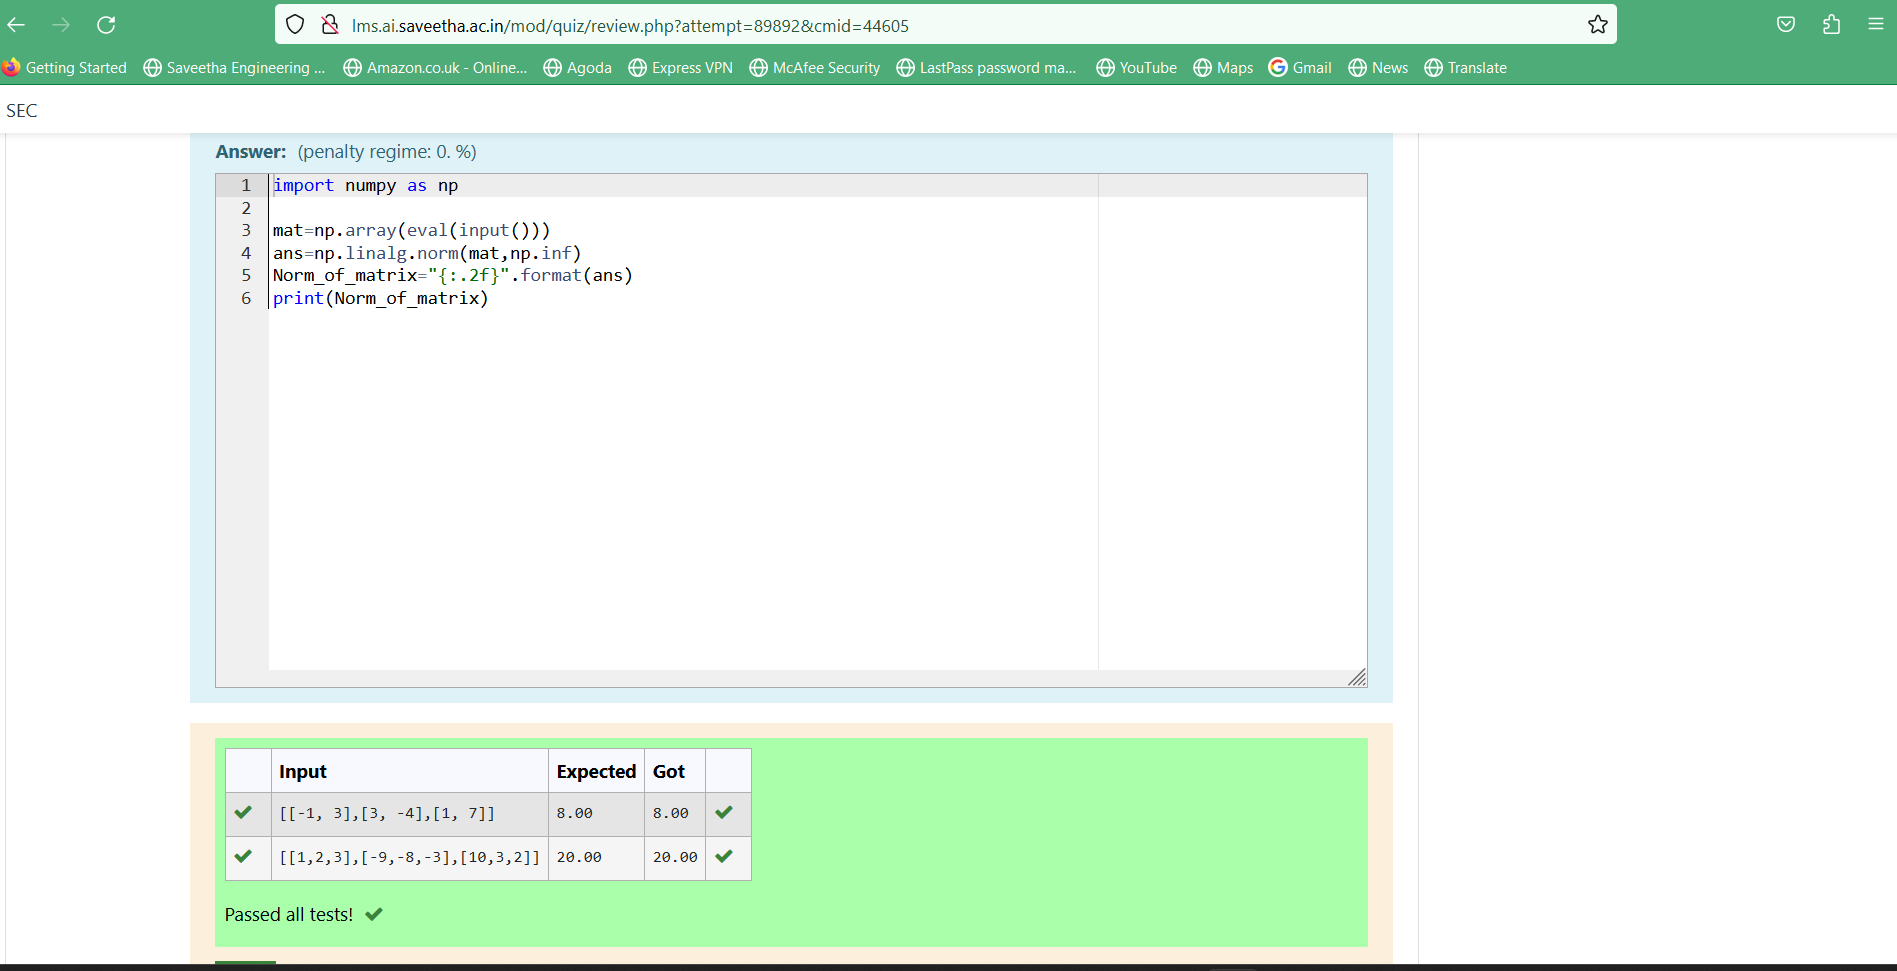 lms.ai.saveetha.ac.in/mod/quiz/review.php?attempt=89892&cmid=44605
Getting Started Saveetha Engineering ... Amazon.co.uk - Online... Agoda Express VPN McAfee Security LastPass password ma... YouTube Maps Gmail News Translate
SEC
Answer: (penalty regime: 0. %)
1 import numpy as np
2
3 mat=np.array(eval(input()))
4 ans=np.linalg.norm(mat,np.inf)
5 Norm_of_matrix="{:.2f}".format(ans)
6 print(Norm_of_matrix)
Input Expected Got
[[-1, 3],[3, -4],[1, 7]] 8.00 8.00
[[1,2,3],[-9,-8,-3],[10,3,2]] 20.00 20.00
Passed all tests!